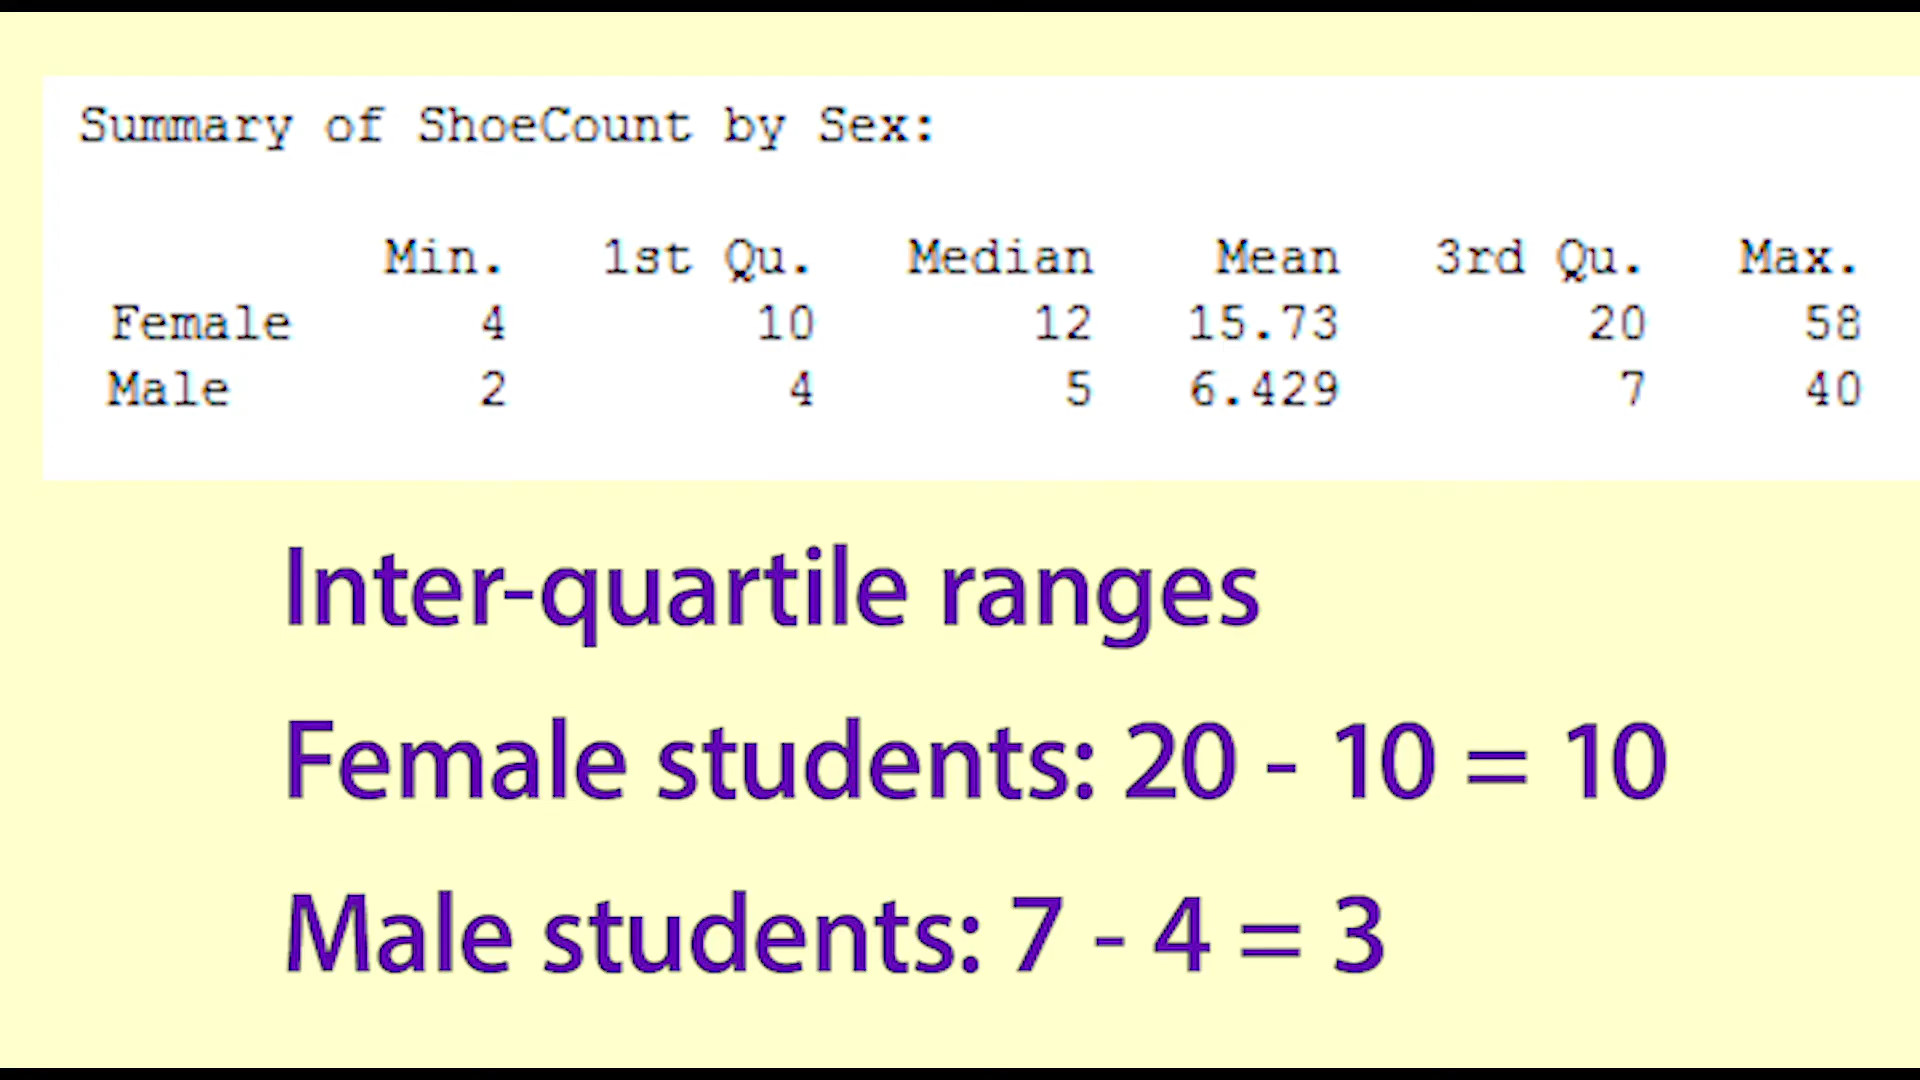 Summary of ShoeCount by Sex:
Min. 1st Qu. Median Mean 3rd Qu. Max.
Female 4 10 12 15.73 20 58
Male 2 4 5 6.429 7 40
Inter-quartile ranges
Female students: 20 - 10 = 10
Male students: 7 - 4 = 3